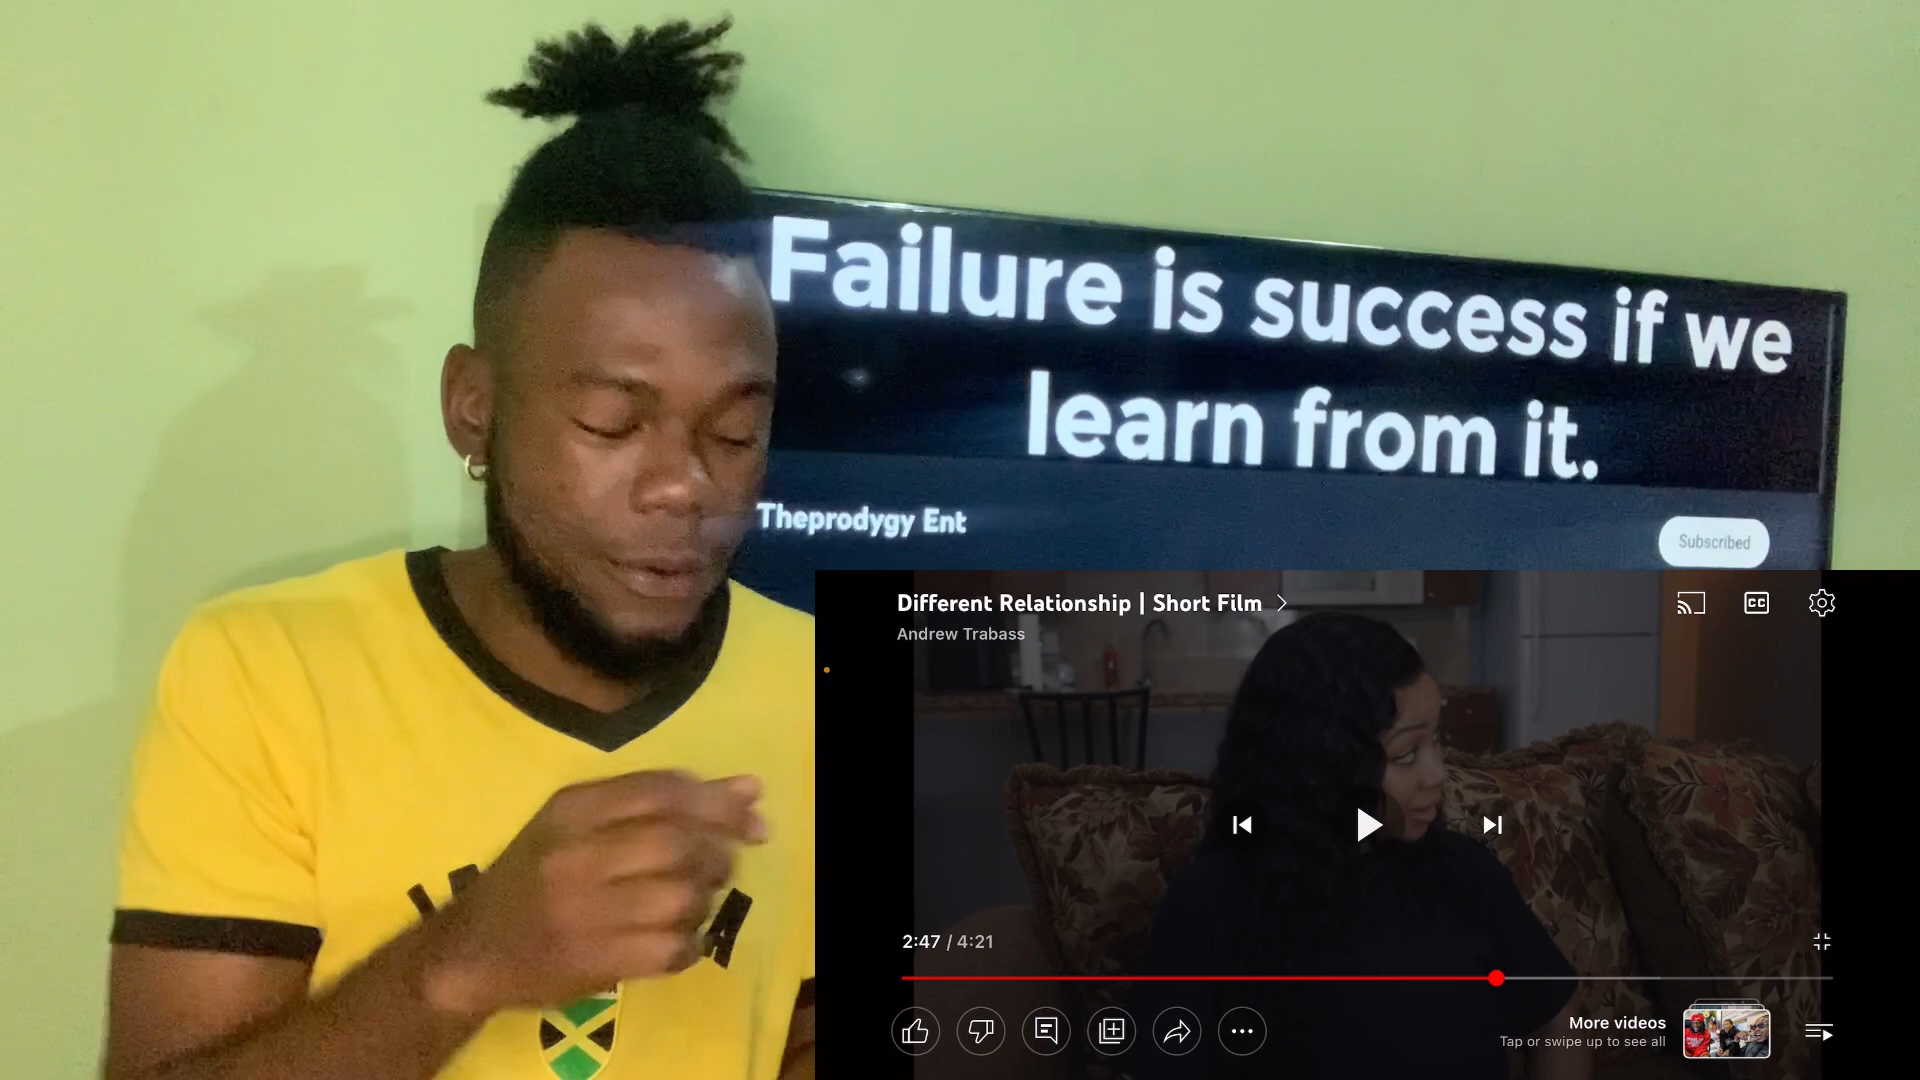 Failure is success if we
learn from it.
Theprodygy Ent
Subscribed
Different Relationship | Short Film
Andrew Trabass
CC
2:47 / 4:21
More videos
Tap or swipe up to see all